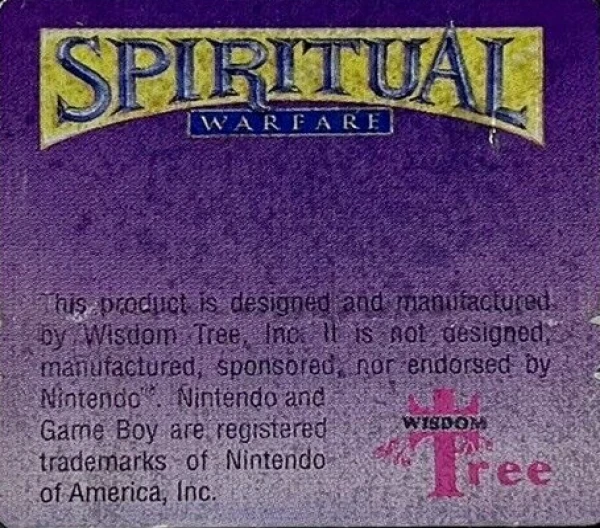 SPIRITUAL
WARFARE
This product is designed and manufactured
by Wisdom Tree, Inc. It is not designed,
manufactured, sponsored, nor endorsed by
Nintendo™. Nintendo and
Game Boy are registered
trademarks of Nintendo
of America, Inc.
WISDOM
Tree